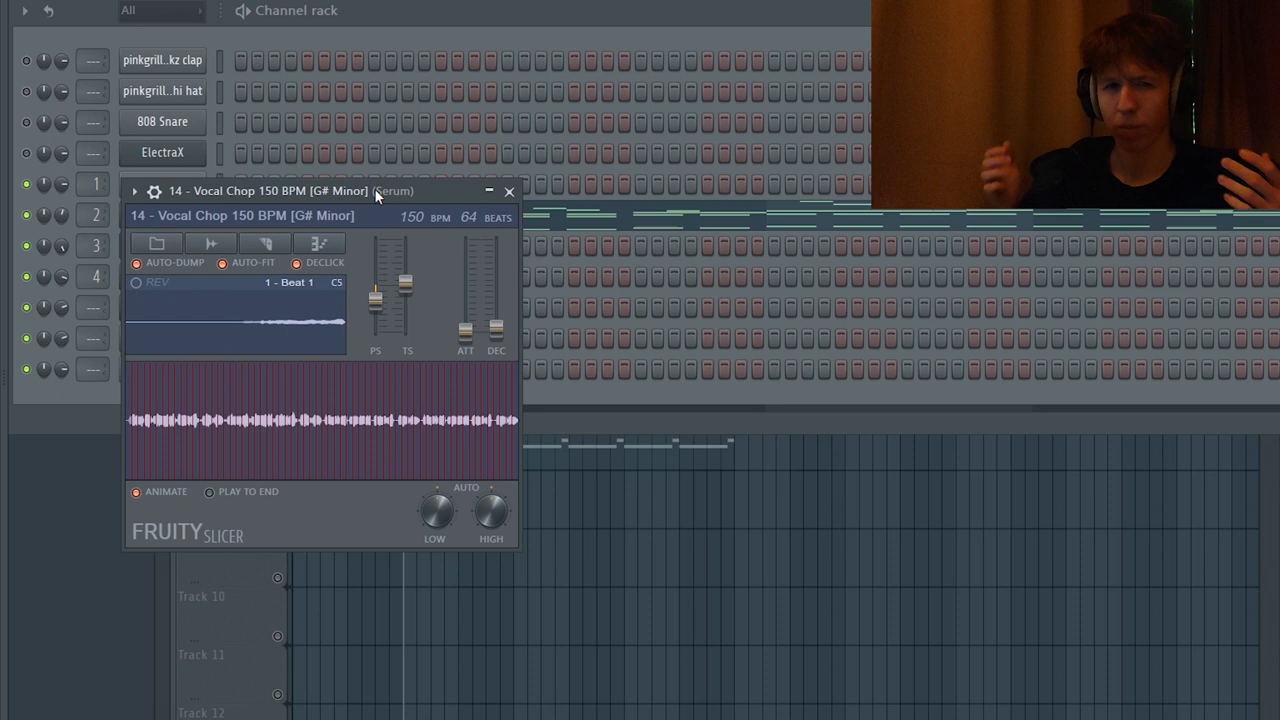 All
Channel rack
--- pinkgrill..kz clap
--- pinkgrill..hi hat
--- 808 Snare
--- ElectraX
--- 1
14 - Vocal Chop 150 BPM [G# Minor] (Serum)
--- 2
14 - Vocal Chop 150 BPM [G# Minor] 150 BPM 64 BEATS
--- 3
AUTO-DUMP AUTO-FIT DECLICK
--- 4
REV 1 - Beat 1 C5
---
---
PS TS ATT DEC
---
ANIMATE PLAY TO END AUTO
FRUITY SLICER
LOW HIGH
...
Track 10
...
Track 11
...
Track 12